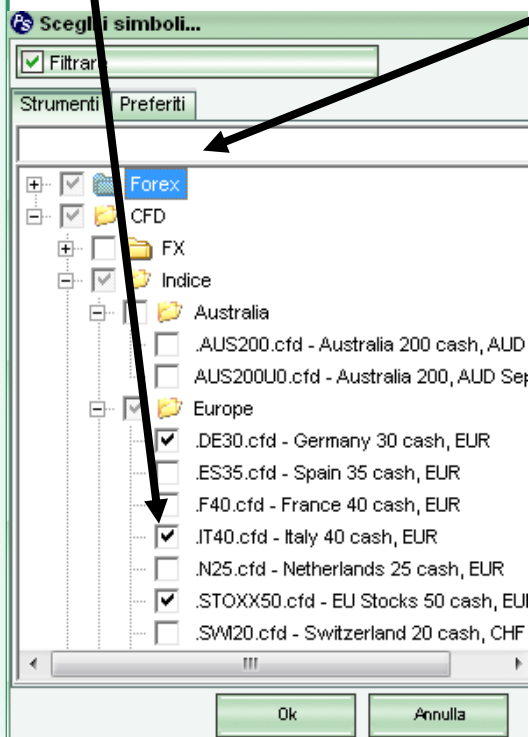 Scegli i simboli...
Filtrare
Strumenti Preferiti
Forex
CFD
FX
Indice
Australia
.AUS200.cfd - Australia 200 cash, AUD
AUS200U0.cfd - Australia 200, AUD Sep
Europe
.DE30.cfd - Germany 30 cash, EUR
.ES35.cfd - Spain 35 cash, EUR
.F40.cfd - France 40 cash, EUR
.IT40.cfd - Italy 40 cash, EUR
.N25.cfd - Netherlands 25 cash, EUR
.STOXX50.cfd - EU Stocks 50 cash, EUR
.SWI20.cfd - Switzerland 20 cash, CHF
Ok Annulla